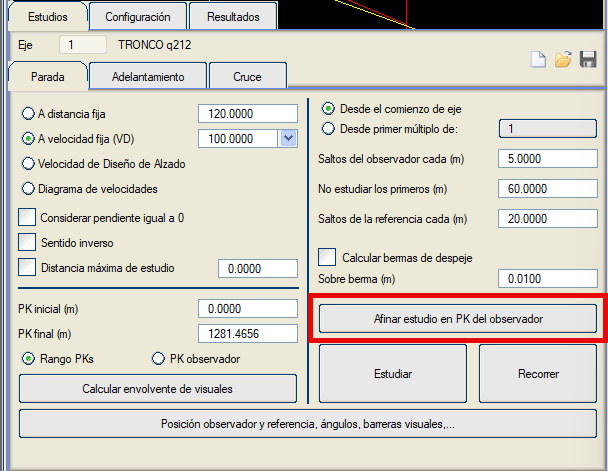 Estudios Configuración Resultados
Eje 1 TRONCO q212
Parada Adelantamiento Cruce
A distancia fija 120.0000
A velocidad fija (VD) 100.0000
Velocidad de Diseño de Alzado
Diagrama de velocidades
Considerar pendiente igual a 0
Sentido inverso
Distancia máxima de estudio 0.0000
PK inicial (m) 0.0000
PK final (m) 1281.4656
Rango PKs PK observador
Calcular envolvente de visuales
Desde el comienzo de eje
Desde primer múltiplo de: 1
Saltos del observador cada (m) 5.0000
No estudiar los primeros (m) 60.0000
Saltos de la referencia cada (m) 20.0000
Calcular bermas de despeje
Sobre berma (m) 0.0100
Afinar estudio en PK del observador
Estudiar Recorrer
Posición observador y referencia, ángulos, barreras visuales,...